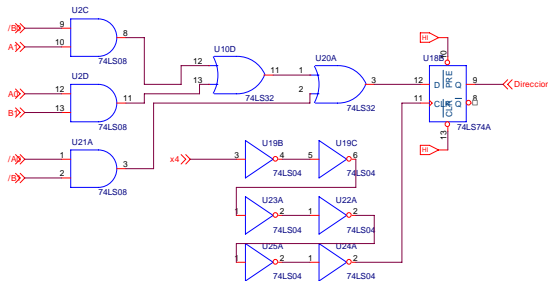 U2C
9
8
10
74LS08
U2D
12
11
13
74LS08
U21A
1
3
2
74LS08
U10D
12
11
13
74LS32
U20A
1
3
2
74LS32
HI
U18B
10
12
D
PRE
Q
9
Direccion
11
CLK
CLR
Q
8
74LS74A
13
HI
x4
U19B
3
4
74LS04
U19C
5
6
74LS04
U23A
1
2
74LS04
U22A
1
2
74LS04
U25A
1
2
74LS04
U24A
1
2
74LS04